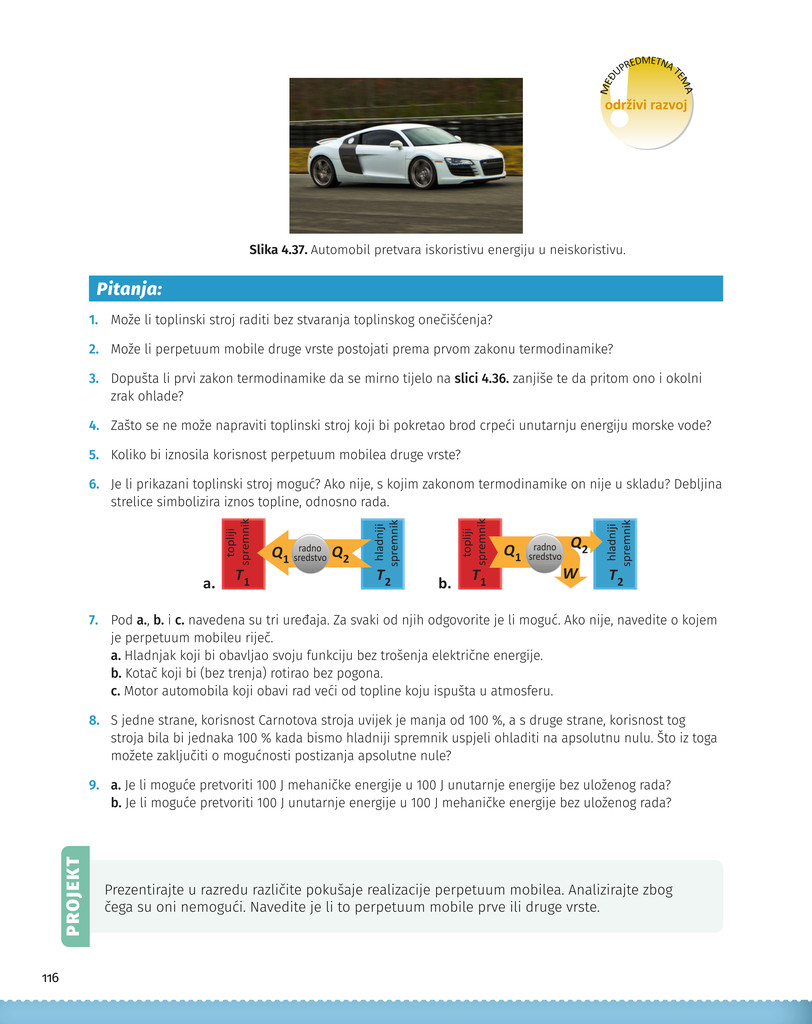 MEĐUPREDMETNA TEMA
održivi razvoj
Slika 4.37. Automobil pretvara iskoristivu energiju u neiskoristivu.
Pitanja:
1. Može li toplinski stroj raditi bez stvaranja toplinskog onečišćenja?
2. Može li perpetuum mobile druge vrste postojati prema prvom zakonu termodinamike?
3. Dopušta li prvi zakon termodinamike da se mirno tijelo na slici 4.36. zanjiše te da pritom ono i okolni
zrak ohlade?
4. Zašto se ne može napraviti toplinski stroj koji bi pokretao brod crpeći unutarnju energiju morske vode?
5. Koliko bi iznosila korisnost perpetuum mobilea druge vrste?
6. Je li prikazani toplinski stroj moguć? Ako nije, s kojim zakonom termodinamike on nije u skladu? Debljina
strelice simbolizira iznos topline, odnosno rada.
a.
topliji
spremnik
T1
Q1
radno
sredstvo
Q2
hladniji
spremnik
T2
b.
topliji
spremnik
T1
Q1
radno
sredstvo
Q2
W
hladniji
spremnik
T2
7. Pod a., b. i c. navedena su tri uređaja. Za svaki od njih odgovorite je li moguć. Ako nije, navedite o kojem
je perpetuum mobileu riječ.
a. Hladnjak koji bi obavljao svoju funkciju bez trošenja električne energije.
b. Kotač koji bi (bez trenja) rotirao bez pogona.
c. Motor automobila koji obavi rad veći od topline koju ispušta u atmosferu.
8. S jedne strane, korisnost Carnotova stroja uvijek je manja od 100 %, a s druge strane, korisnost tog
stroja bila bi jednaka 100 % kada bismo hladniji spremnik uspjeli ohladiti na apsolutnu nulu. Što iz toga
možete zaključiti o mogućnosti postizanja apsolutne nule?
9. a. Je li moguće pretvoriti 100 J mehaničke energije u 100 J unutarnje energije bez uloženog rada?
b. Je li moguće pretvoriti 100 J unutarnje energije u 100 J mehaničke energije bez uloženog rada?
PROJEKT
Prezentirajte u razredu različite pokušaje realizacije perpetuum mobilea. Analizirajte zbog
čega su oni nemogući. Navedite je li to perpetuum mobile prve ili druge vrste.
116